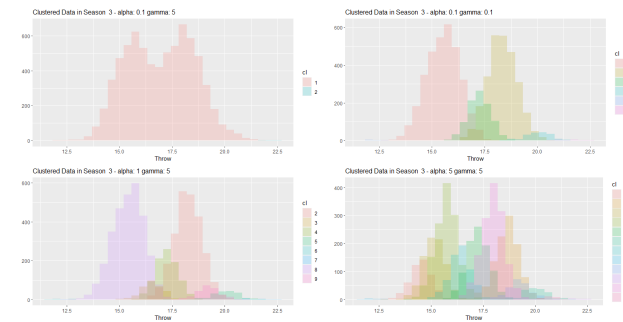 Clustered Data in Season 3 - alpha: 0.1 gamma: 5
600
400
200
0
12.5 15.0 17.5 20.0 22.5
Throw
cl
1
2
Clustered Data in Season 3 - alpha: 0.1 gamma: 0.1
600
400
200
0
12.5 15.0 17.5 20.0 22.5
Throw
cl
Clustered Data in Season 3 - alpha: 1 gamma: 5
600
400
200
0
12.5 15.0 17.5 20.0 22.5
Throw
cl
2
3
4
5
6
7
8
9
Clustered Data in Season 3 - alpha: 5 gamma: 5
400
300
200
100
0
12.5 15.0 17.5 20.0 22.5
Throw
cl